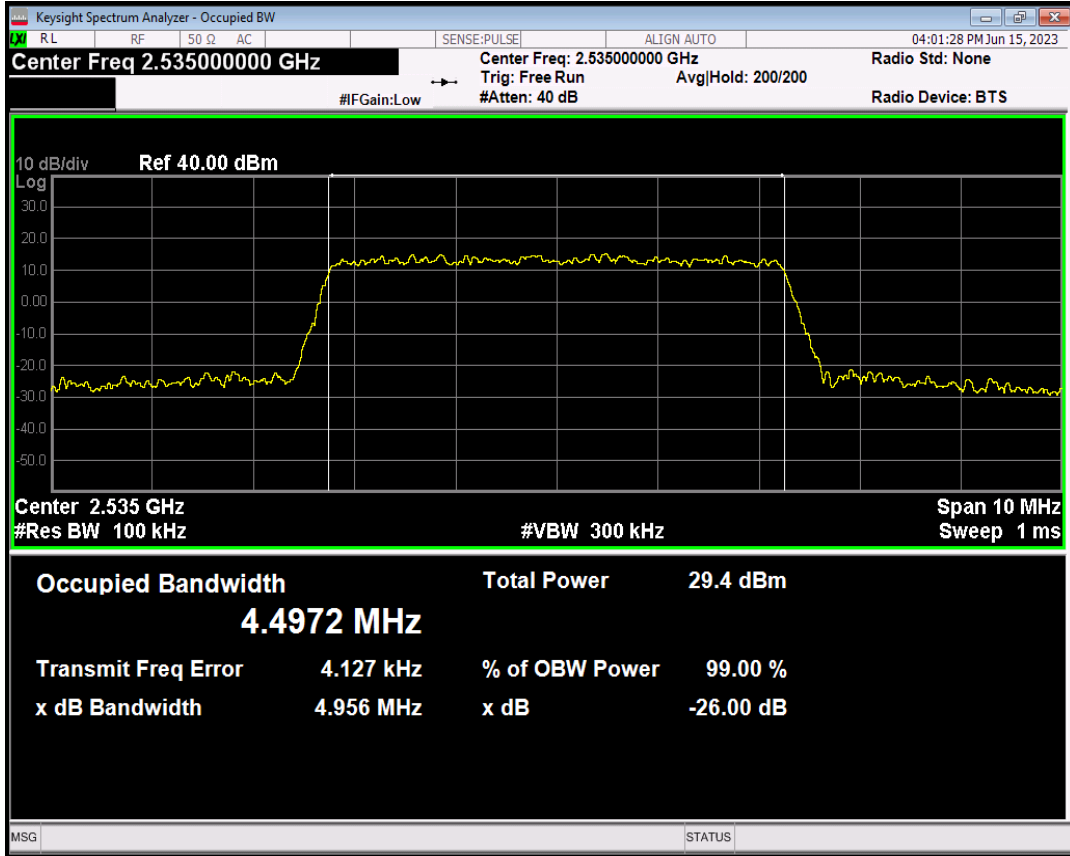 Keysight Spectrum Analyzer - Occupied BW
LXI RL RF 50 Ω AC SENSE:PULSE ALIGN AUTO 04:01:28 PM Jun 15, 2023
Center Freq 2.535000000 GHz Center Freq: 2.535000000 GHz Radio Std: None
Trig: Free Run Avg|Hold: 200/200
#IFGain:Low #Atten: 40 dB Radio Device: BTS
10 dB/div Ref 40.00 dBm
Log
30.0
20.0
10.0
0.00
-10.0
-20.0
-30.0
-40.0
-50.0
Center 2.535 GHz Span 10 MHz
#Res BW 100 kHz #VBW 300 kHz Sweep 1 ms
Occupied Bandwidth Total Power 29.4 dBm
4.4972 MHz
Transmit Freq Error 4.127 kHz % of OBW Power 99.00 %
x dB Bandwidth 4.956 MHz x dB -26.00 dB
MSG STATUS